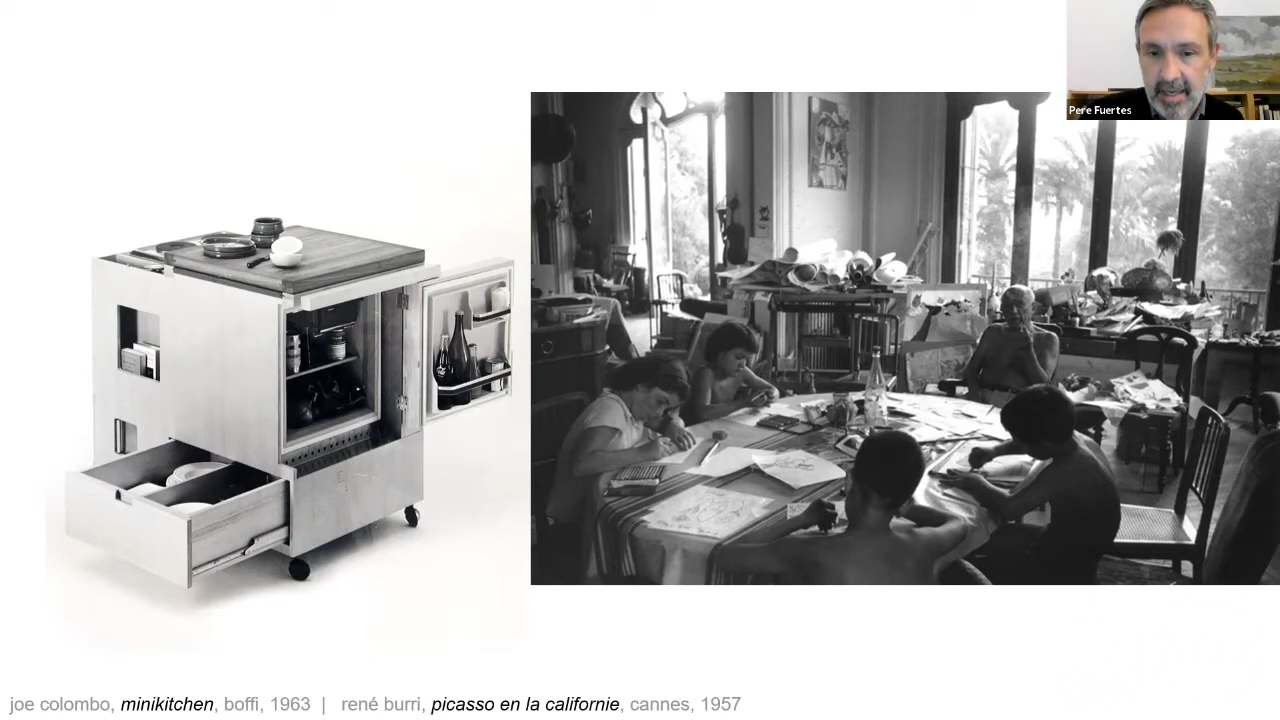 Pere Fuertes
joe colombo, minikitchen, boffi, 1963 | rené burri, picasso en la californie, cannes, 1957